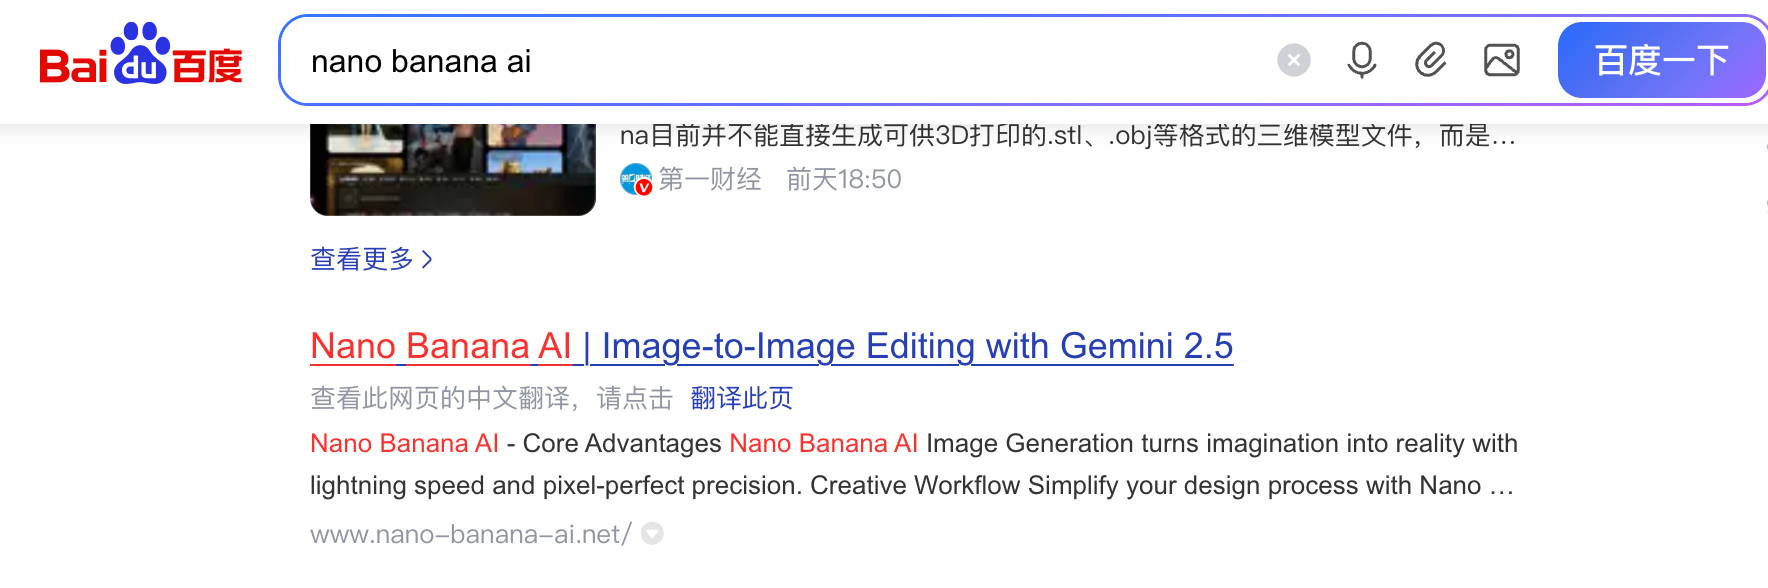 Baidu百度
nano banana ai
百度一下
na目前并不能直接生成可供3D打印的.stl、.obj等格式的三维模型文件，而是...
第一财经 前天18:50
查看更多
Nano Banana AI | Image-to-Image Editing with Gemini 2.5
查看此网页的中文翻译，请点击 翻译此页
Nano Banana AI - Core Advantages Nano Banana AI Image Generation turns imagination into reality with
lightning speed and pixel-perfect precision. Creative Workflow Simplify your design process with Nano ...
www.nano-banana-ai.net/